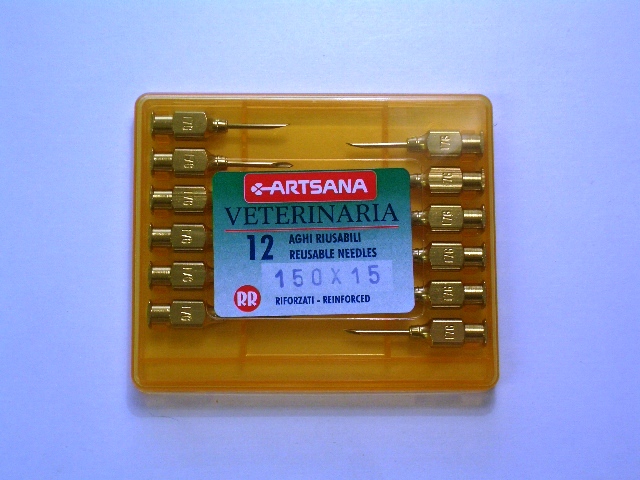 ARTSANA
VETERINARIA
12 AGHI RIUSABILI
REUSABLE NEEDLES
150 X 15
RR RIFORZATI - REINFORCED